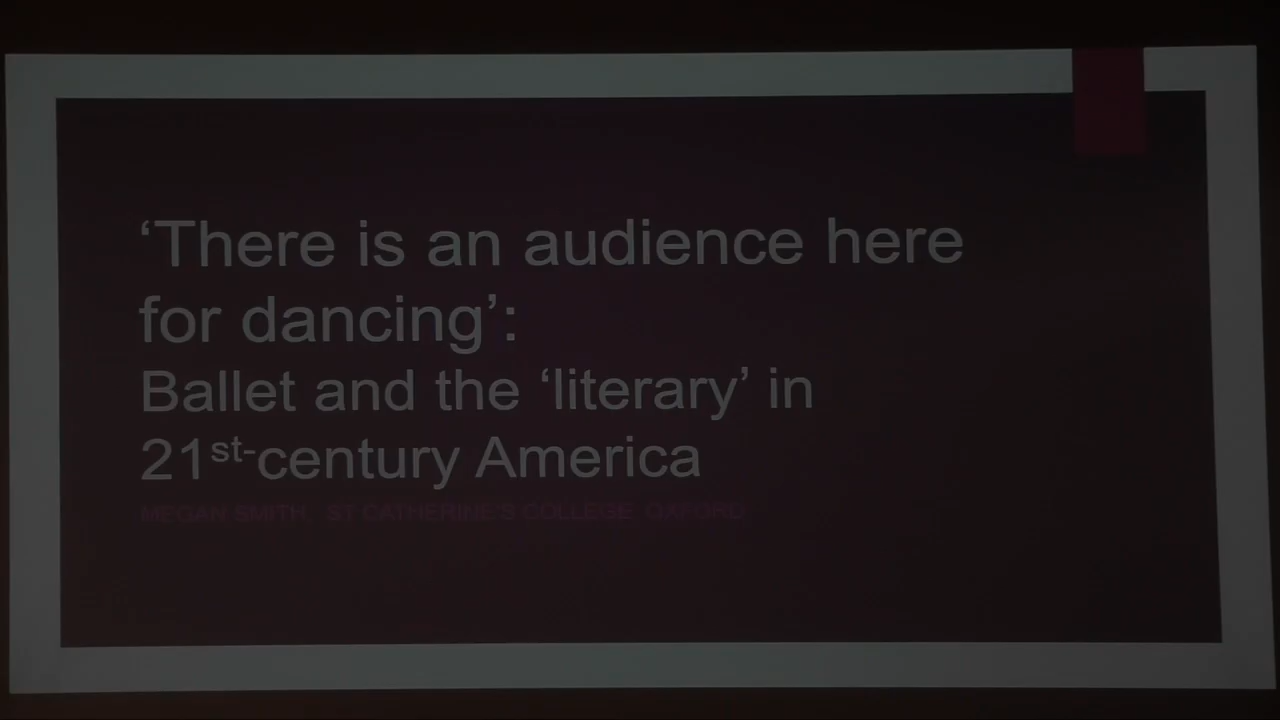 ‘There is an audience here
for dancing’:
Ballet and the ‘literary’ in
21st-century America
MEGAN SMITH, ST CATHERINE'S COLLEGE, OXFORD